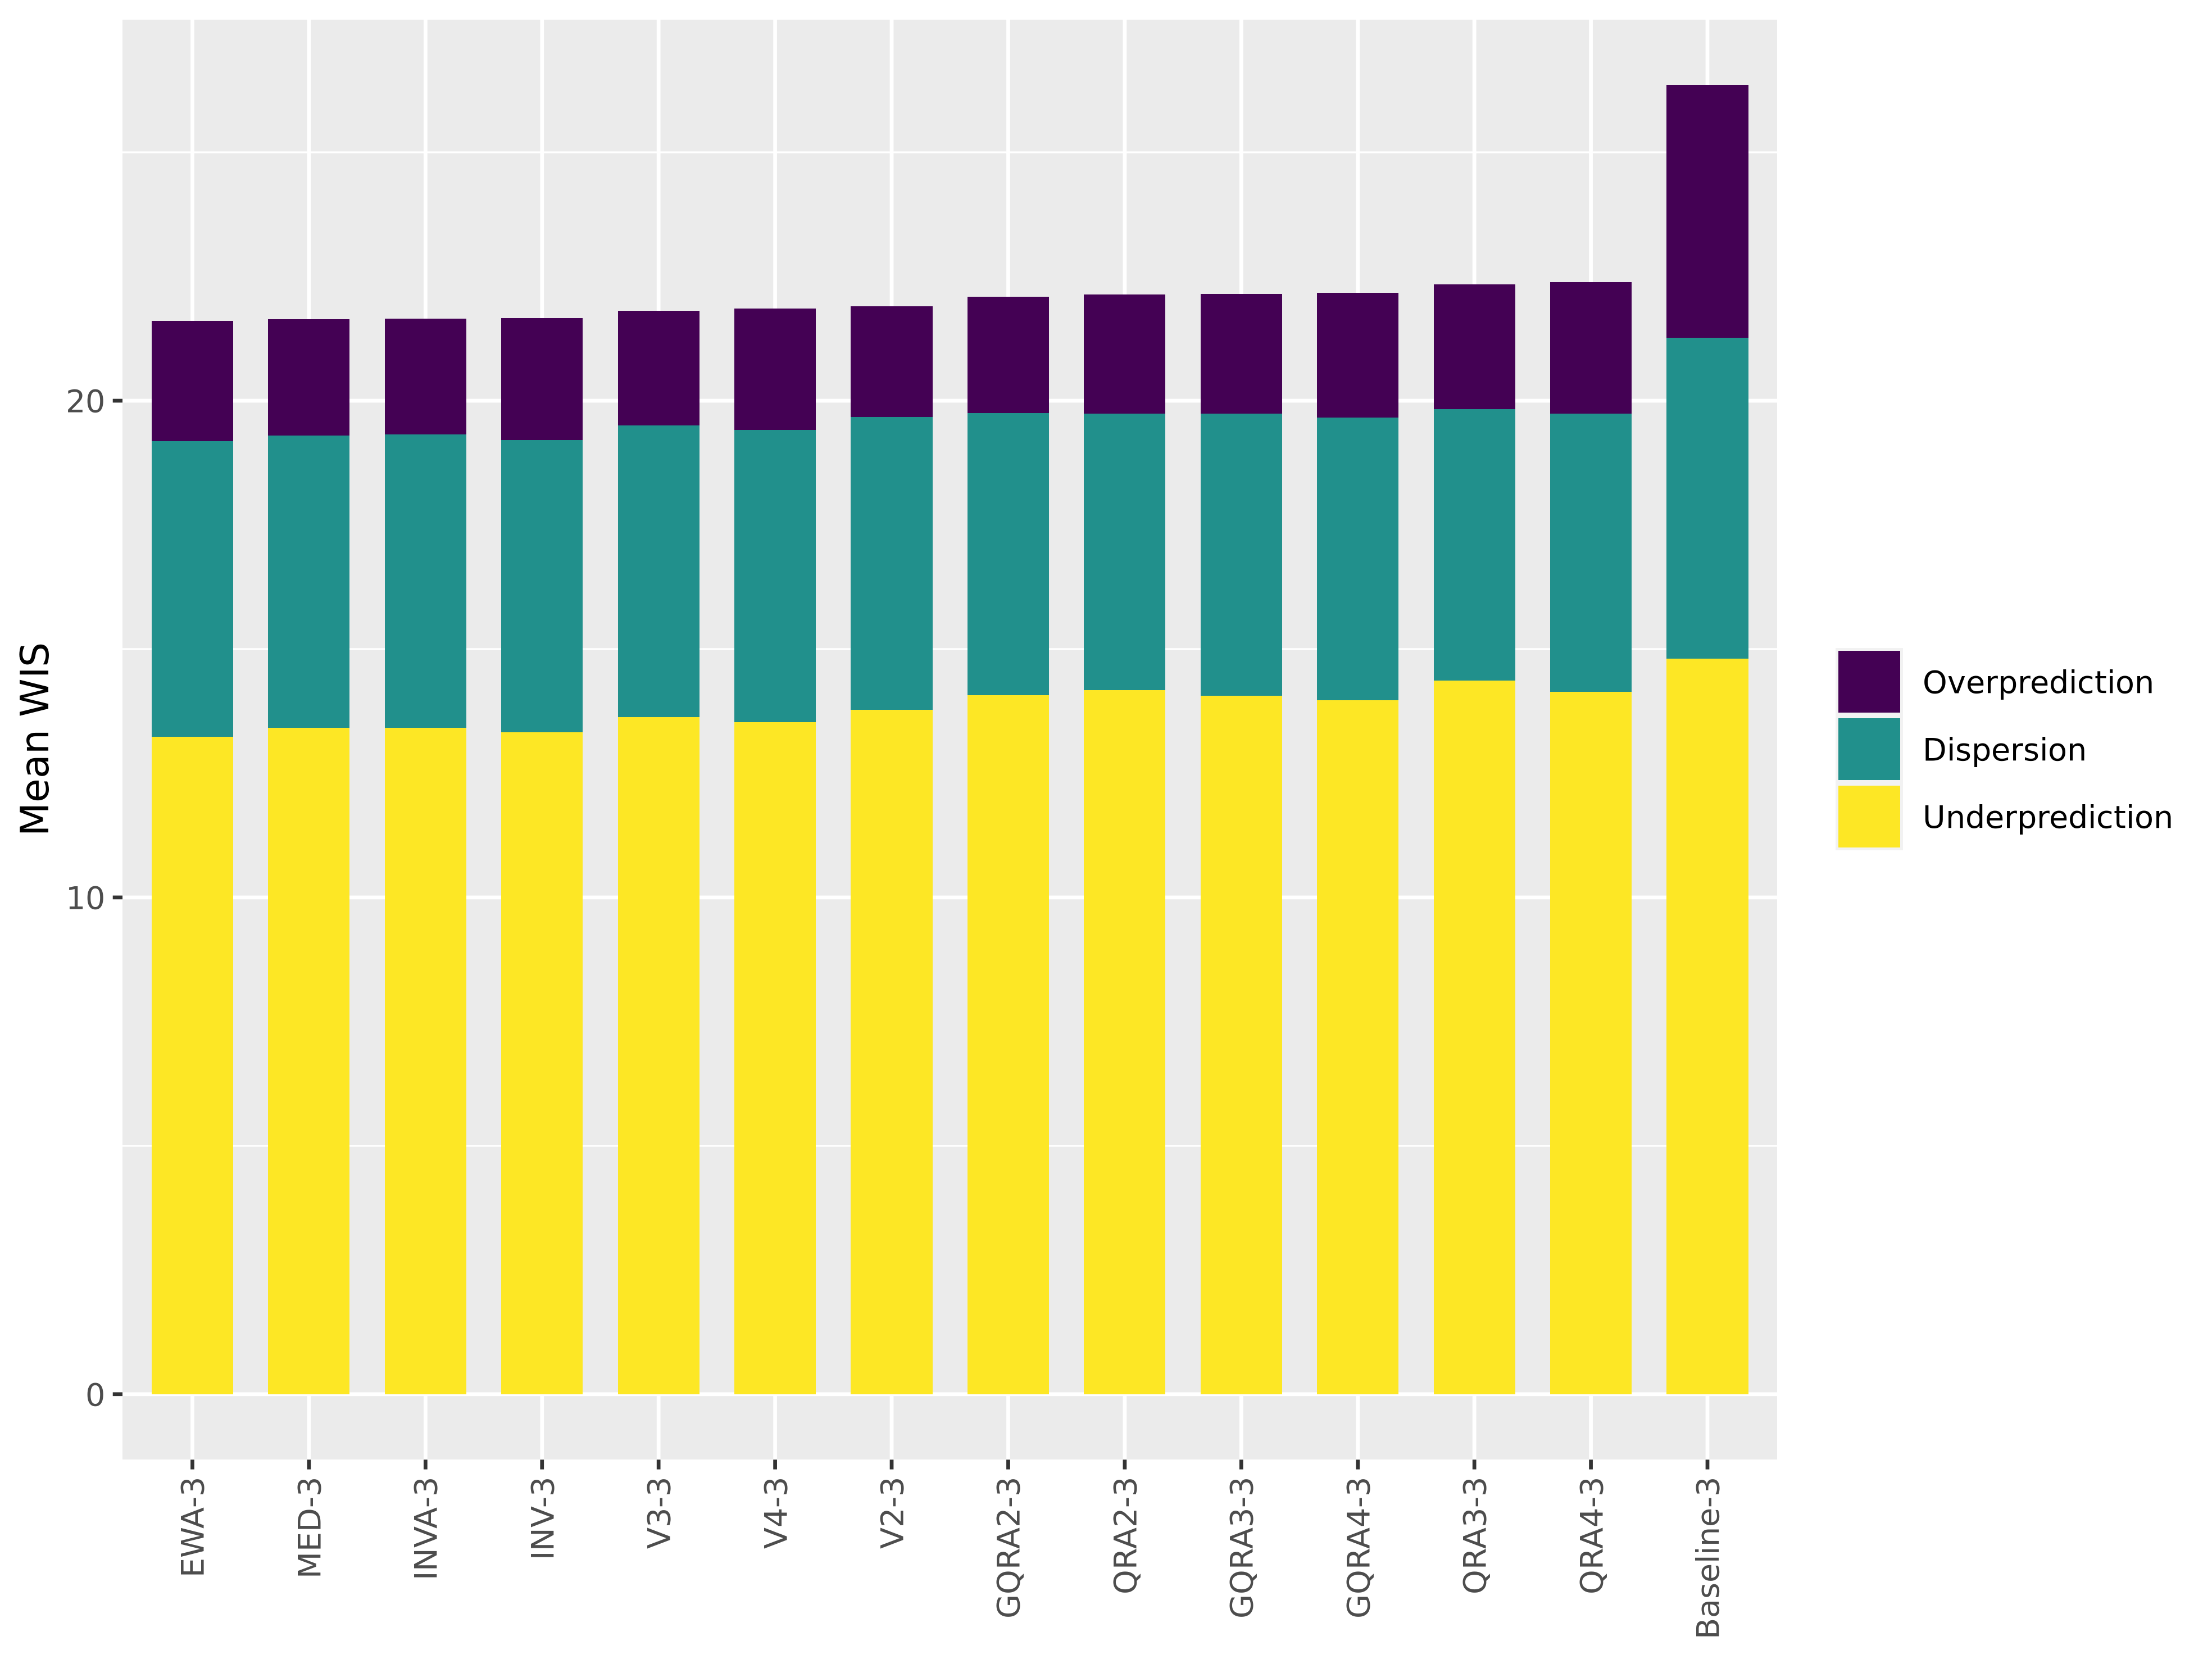 Mean WIS
20
10
0
EWA-3
MED-3
INVA-3
INV-3
V3-3
V4-3
V2-3
GQRA2-3
QRA2-3
GQRA3-3
GQRA4-3
QRA3-3
QRA4-3
Baseline-3
Overprediction
Dispersion
Underprediction